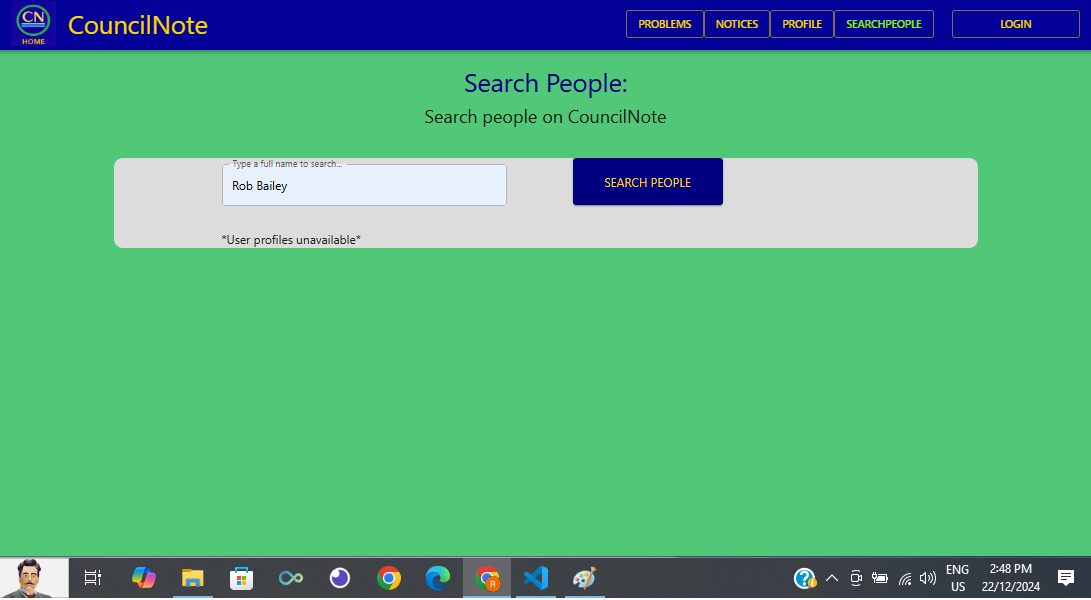 CN
HOME
CouncilNote
PROBLEMS NOTICES PROFILE SEARCHPEOPLE LOGIN
Search People:
Search people on CouncilNote
Type a full name to search...
Rob Bailey
SEARCH PEOPLE
*User profiles unavailable*
R
ENG
US
2:48 PM
22/12/2024